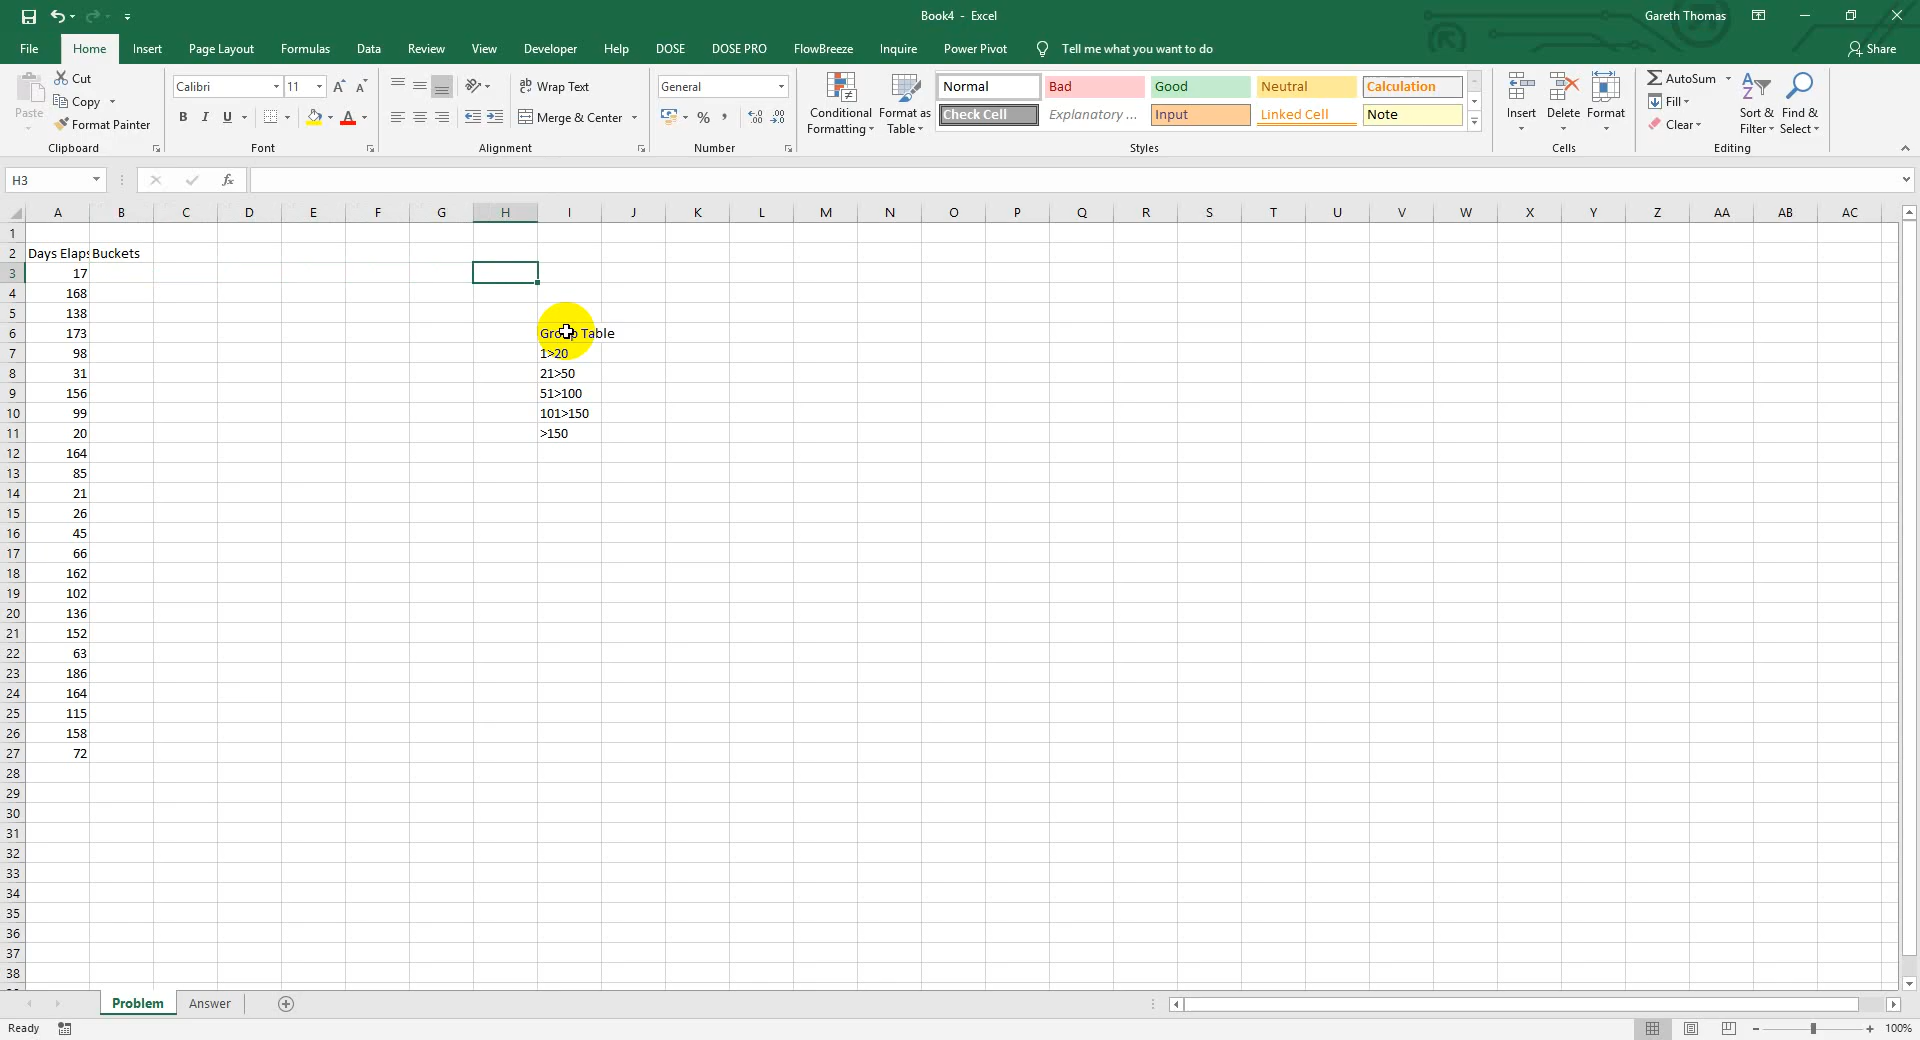 Book4 - Excel
Gareth Thomas
File Home Insert Page Layout Formulas Data Review View Developer Help DOSE DOSE PRO FlowBreeze Inquire Power Pivot Tell me what you want to do Share
Paste
Cut
Copy
Format Painter
Clipboard
Calibri 11
B I U
Font
Wrap Text
Merge & Center
Alignment
General
Number
Conditional Formatting
Format as Table
Normal Bad Good Neutral Calculation
Check Cell Explanatory ... Input Linked Cell Note
Styles
Insert Delete Format
Cells
AutoSum
Fill
Clear
Sort & Filter
Find & Select
Editing
H3
fx
A B C D E F G H I J K L M N O P Q R S T U V W X Y Z AA AB AC
1
2 Days Elaps Buckets
3 17
4 168
5 138
6 173 Group Table
7 98 1>20
8 31 21>50
9 156 51>100
10 99 101>150
11 20 >150
12 164
13 85
14 21
15 26
16 45
17 66
18 162
19 102
20 136
21 152
22 63
23 186
24 164
25 115
26 158
27 72
28
29
30
31
32
33
34
35
36
37
38
Problem Answer
Ready
100%